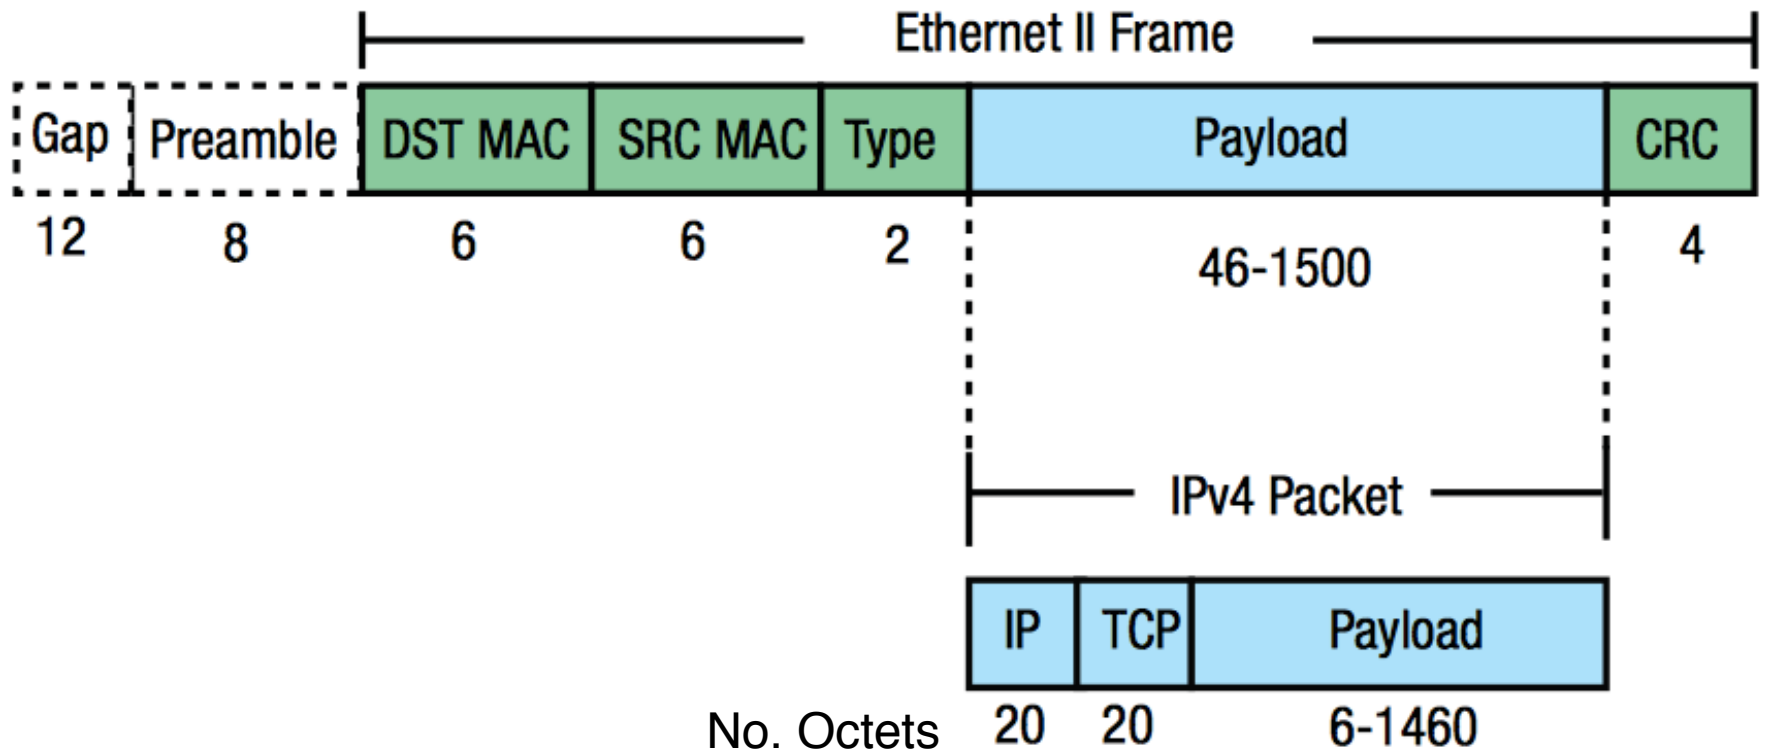 Ethernet II Frame
Gap Preamble DST MAC SRC MAC Type Payload CRC
12 8 6 6 2 46-1500 4
IPv4 Packet
IP TCP Payload
No. Octets 20 20 6-1460